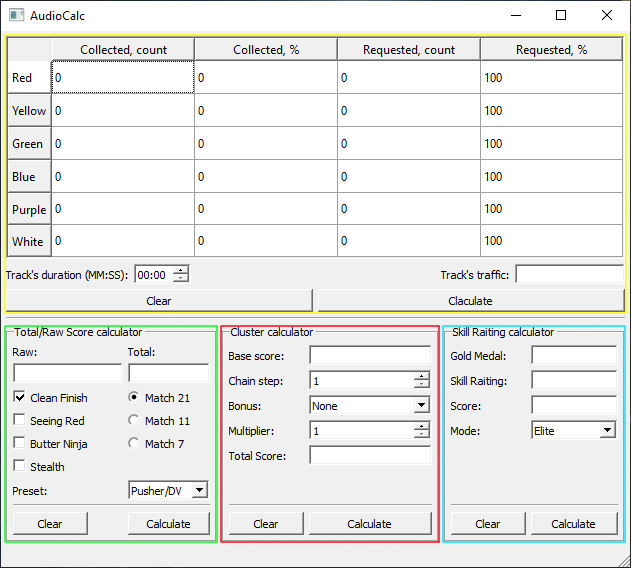 AudioCalc
Collected, count Collected, % Requested, count Requested, %
Red 0 0 0 100
Yellow 0 0 0 100
Green 0 0 0 100
Blue 0 0 0 100
Purple 0 0 0 100
White 0 0 0 100
Track's duration (MM:SS): 00:00 Track's traffic:
Clear Claculate
Total/Raw Score calculator
Raw: Total:
Clean Finish Match 21
Seeing Red Match 11
Butter Ninja Match 7
Stealth
Preset: Pusher/DV
Clear Calculate
Cluster calculator
Base score:
Chain step: 1
Bonus: None
Multiplier: 1
Total Score:
Clear Calculate
Skill Raiting calculator
Gold Medal:
Skill Raiting:
Score:
Mode: Elite
Clear Calculate